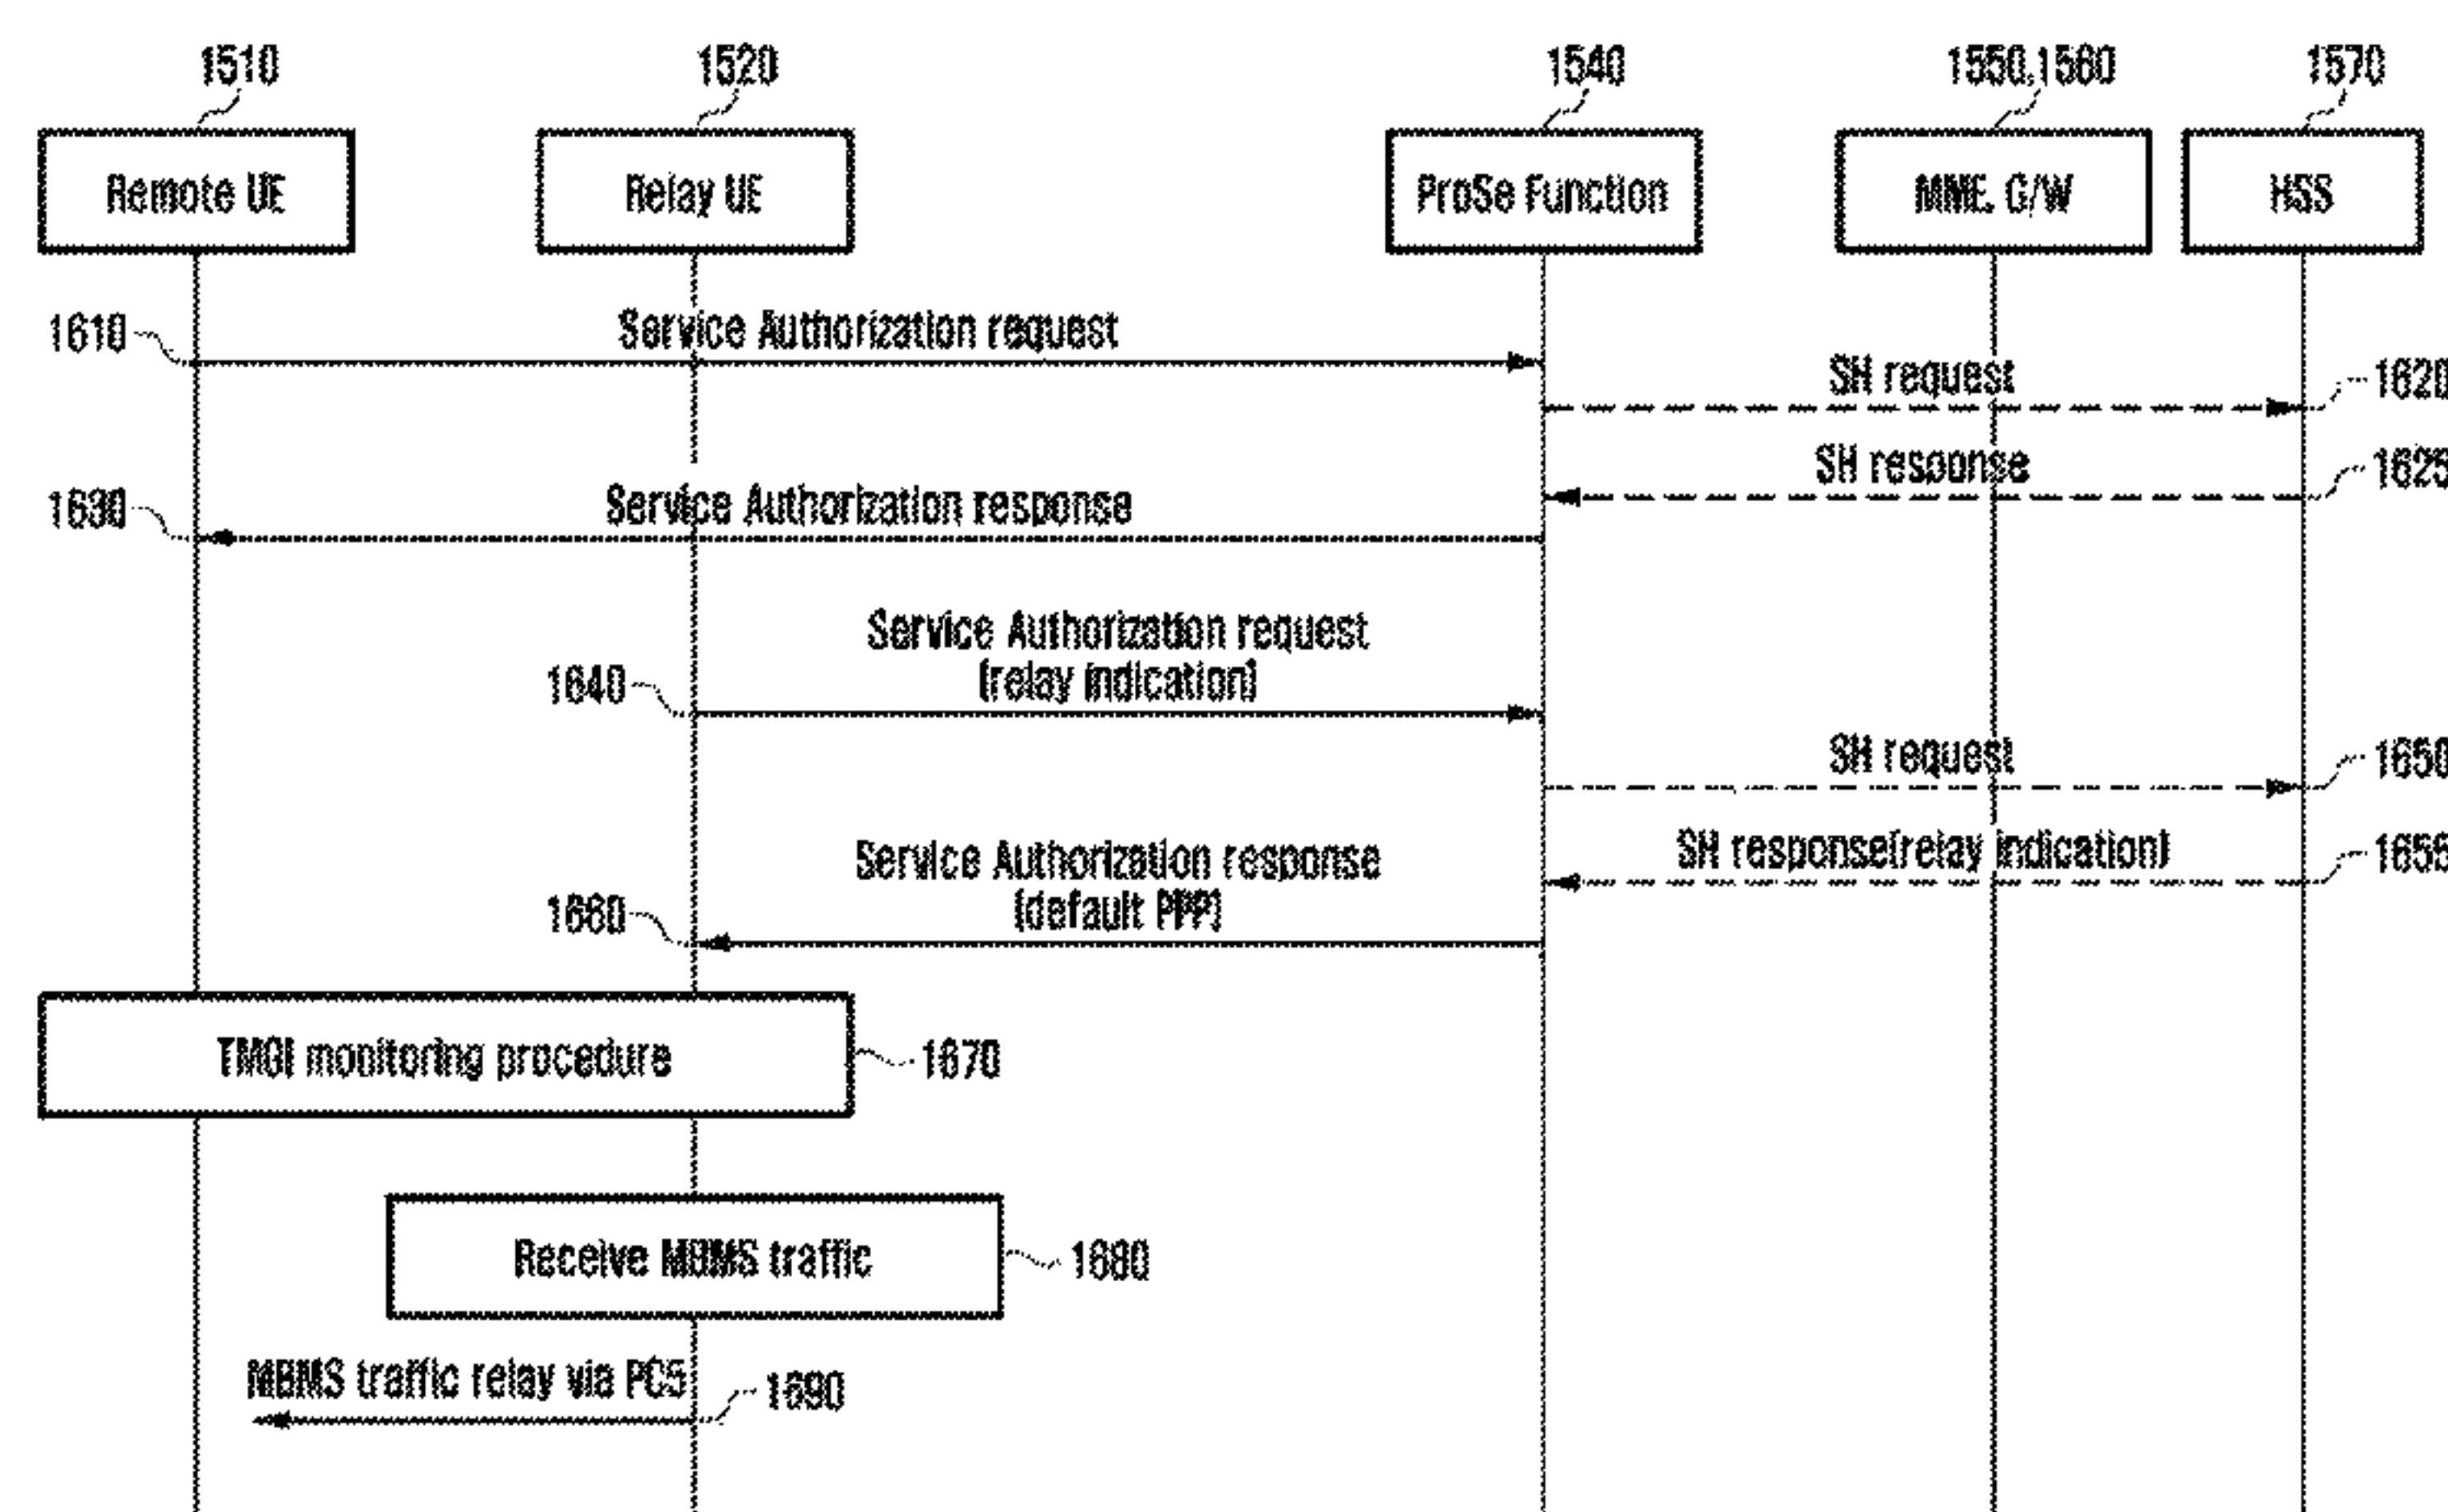 1510
1520
1540
1550,1560
1570
Remote UE
Relay UE
ProSe Function
MME, G/W
HSS
1610
Service Authorization request
SH request
1620
SH response
1625
1630
Service Authorization response
Service Authorization request
(relay indication)
1640
SH request
1650
SH response(relay indication)
1655
Service Authorization response
(default PPP)
1660
TMGI monitoring procedure
1670
Receive MBMS traffic
1680
MBMS traffic relay via PC5
1690